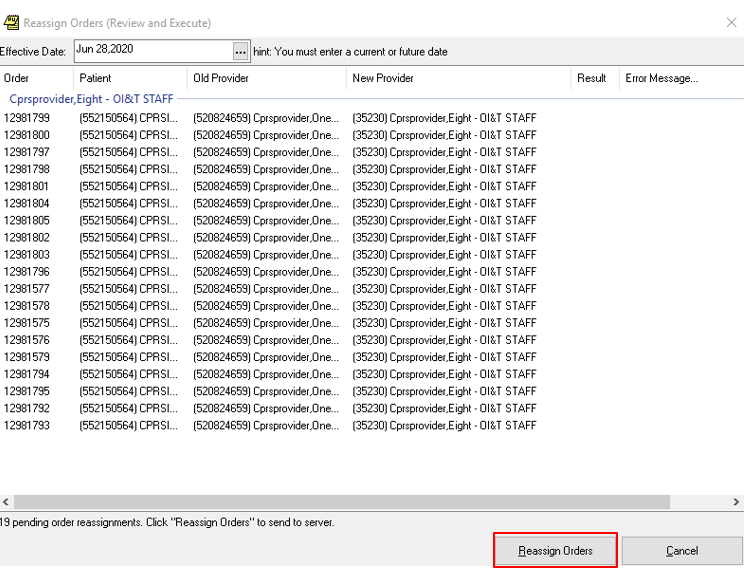 Reassign Orders (Review and Execute)
Effective Date: Jun 28,2020 ... hint: You must enter a current or future date
Order Patient Old Provider New Provider Result Error Message...
Cprsprovider,Eight - OI&T STAFF
12981799 (552150564) CPRSI... (520824659) Cprsprovider,One... (35230) Cprsprovider,Eight - OI&T STAFF
12981800 (552150564) CPRSI... (520824659) Cprsprovider,One... (35230) Cprsprovider,Eight - OI&T STAFF
12981797 (552150564) CPRSI... (520824659) Cprsprovider,One... (35230) Cprsprovider,Eight - OI&T STAFF
12981798 (552150564) CPRSI... (520824659) Cprsprovider,One... (35230) Cprsprovider,Eight - OI&T STAFF
12981801 (552150564) CPRSI... (520824659) Cprsprovider,One... (35230) Cprsprovider,Eight - OI&T STAFF
12981804 (552150564) CPRSI... (520824659) Cprsprovider,One... (35230) Cprsprovider,Eight - OI&T STAFF
12981805 (552150564) CPRSI... (520824659) Cprsprovider,One... (35230) Cprsprovider,Eight - OI&T STAFF
12981802 (552150564) CPRSI... (520824659) Cprsprovider,One... (35230) Cprsprovider,Eight - OI&T STAFF
12981803 (552150564) CPRSI... (520824659) Cprsprovider,One... (35230) Cprsprovider,Eight - OI&T STAFF
12981796 (552150564) CPRSI... (520824659) Cprsprovider,One... (35230) Cprsprovider,Eight - OI&T STAFF
12981577 (552150564) CPRSI... (520824659) Cprsprovider,One... (35230) Cprsprovider,Eight - OI&T STAFF
12981578 (552150564) CPRSI... (520824659) Cprsprovider,One... (35230) Cprsprovider,Eight - OI&T STAFF
12981575 (552150564) CPRSI... (520824659) Cprsprovider,One... (35230) Cprsprovider,Eight - OI&T STAFF
12981576 (552150564) CPRSI... (520824659) Cprsprovider,One... (35230) Cprsprovider,Eight - OI&T STAFF
12981579 (552150564) CPRSI... (520824659) Cprsprovider,One... (35230) Cprsprovider,Eight - OI&T STAFF
12981794 (552150564) CPRSI... (520824659) Cprsprovider,One... (35230) Cprsprovider,Eight - OI&T STAFF
12981795 (552150564) CPRSI... (520824659) Cprsprovider,One... (35230) Cprsprovider,Eight - OI&T STAFF
12981792 (552150564) CPRSI... (520824659) Cprsprovider,One... (35230) Cprsprovider,Eight - OI&T STAFF
12981793 (552150564) CPRSI... (520824659) Cprsprovider,One... (35230) Cprsprovider,Eight - OI&T STAFF
19 pending order reassignments. Click "Reassign Orders" to send to server.
Reassign Orders Cancel